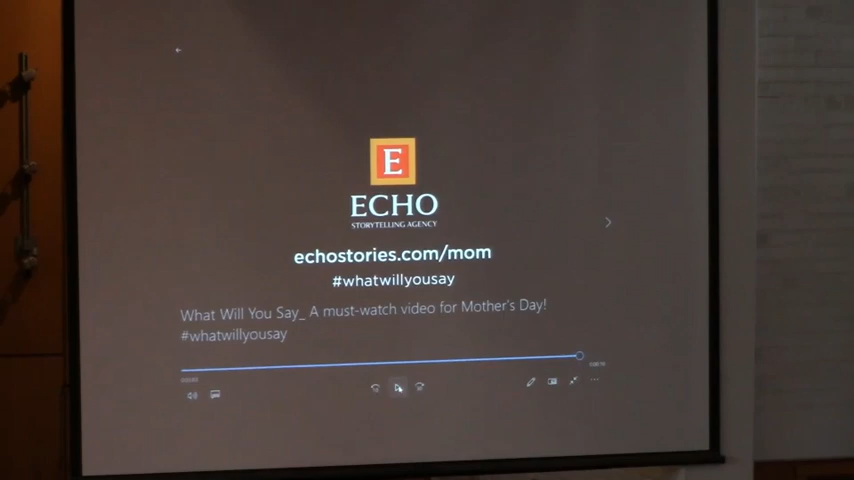 E
ECHO
STORYTELLING AGENCY
echostories.com/mom
#whatwillyousay
What Will You Say_ A must-watch video for Mother's Day!
#whatwillyousay